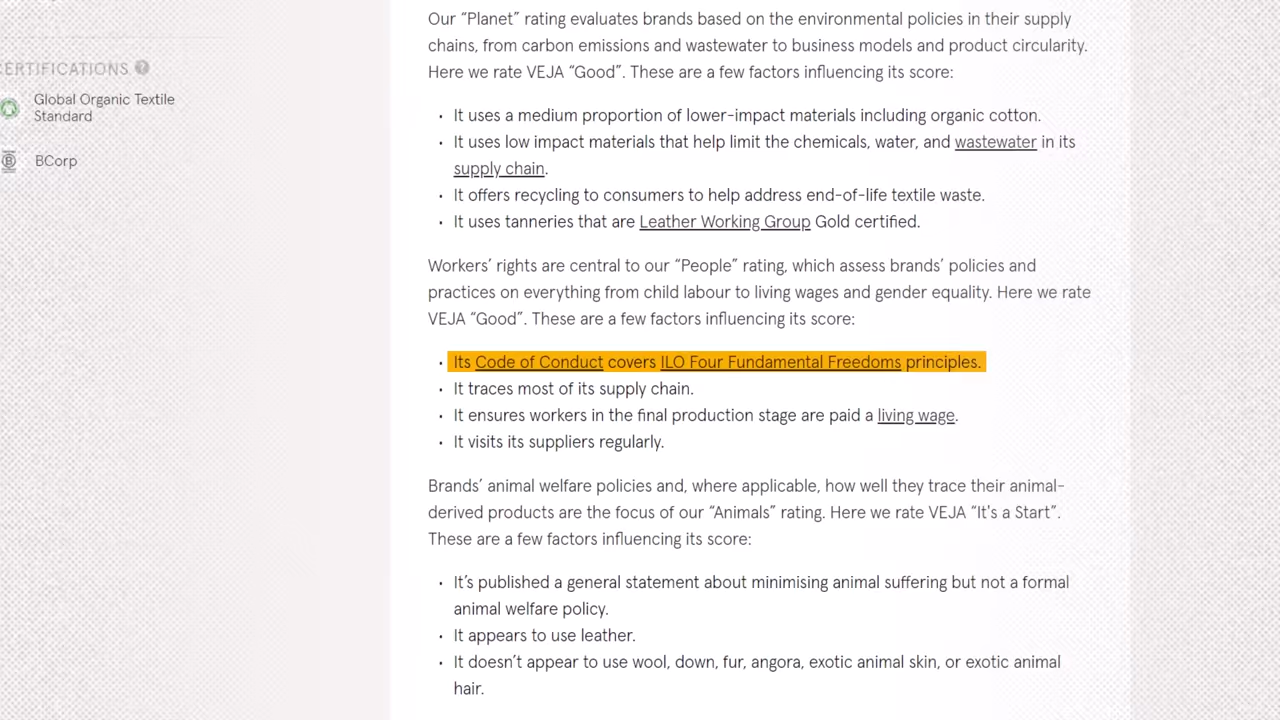 Our “Planet” rating evaluates brands based on the environmental policies in their supply
chains, from carbon emissions and wastewater to business models and product circularity.
Here we rate VEJA “Good”. These are a few factors influencing its score:
• It uses a medium proportion of lower-impact materials including organic cotton.
• It uses low impact materials that help limit the chemicals, water, and wastewater in its
supply chain.
• It offers recycling to consumers to help address end-of-life textile waste.
• It uses tanneries that are Leather Working Group Gold certified.
Workers’ rights are central to our “People” rating, which assess brands’ policies and
practices on everything from child labour to living wages and gender equality. Here we rate
VEJA “Good”. These are a few factors influencing its score:
• Its Code of Conduct covers ILO Four Fundamental Freedoms principles.
• It traces most of its supply chain.
• It ensures workers in the final production stage are paid a living wage.
• It visits its suppliers regularly.
Brands’ animal welfare policies and, where applicable, how well they trace their animal-
derived products are the focus of our “Animals” rating. Here we rate VEJA “It's a Start”.
These are a few factors influencing its score:
• It’s published a general statement about minimising animal suffering but not a formal
animal welfare policy.
• It appears to use leather.
• It doesn’t appear to use wool, down, fur, angora, exotic animal skin, or exotic animal
hair.
ERTIFICATIONS ?
Global Organic Textile
Standard
B
BCorp